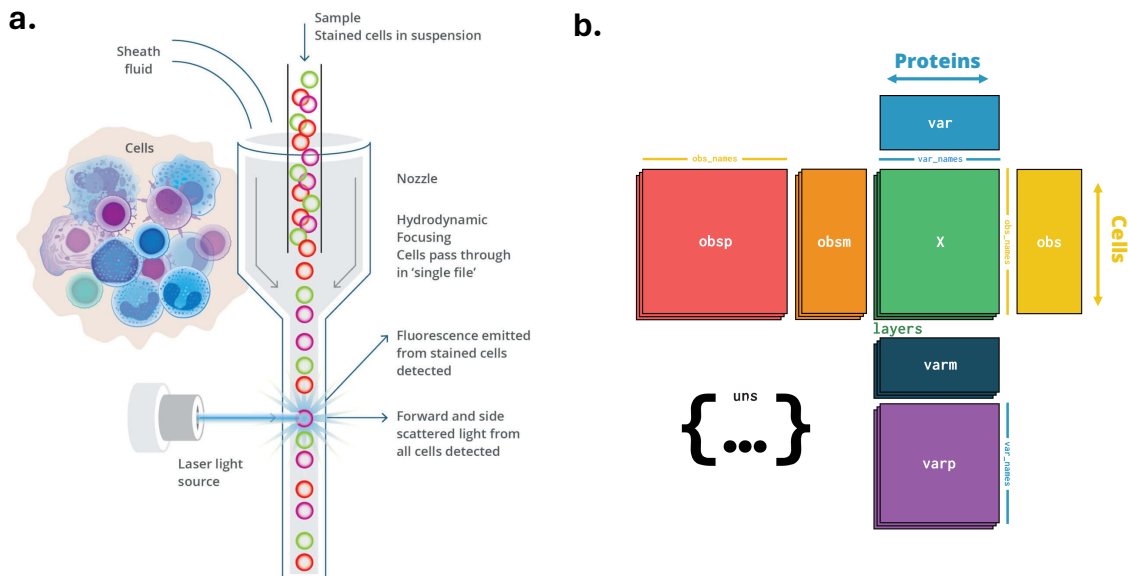 a.
Sample
Stained cells in suspension
Sheath
fluid
Cells
Nozzle
Hydrodynamic
Focusing
Cells pass through
in ‘single file’
Fluorescence emitted
from stained cells
detected
Forward and side
scattered light from
all cells detected
Laser light
source
b.
Proteins
var
obs_names
var_names
obsp
obsm
X
obs_names
obs
Cells
layers
varm
{ uns
... }
varp
var_names